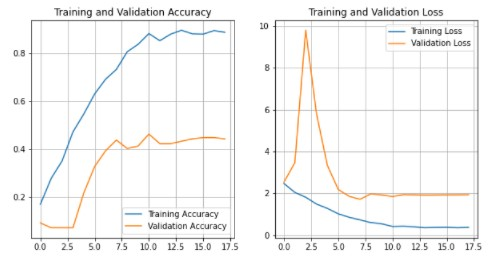 Training and Validation Accuracy
0.8
0.6
0.4
0.2
Training Accuracy
Validation Accuracy
0.0 2.5 5.0 7.5 10.0 12.5 15.0 17.5
Training and Validation Loss
10
8
6
4
2
0
Training Loss
Validation Loss
0.0 2.5 5.0 7.5 10.0 12.5 15.0 17.5